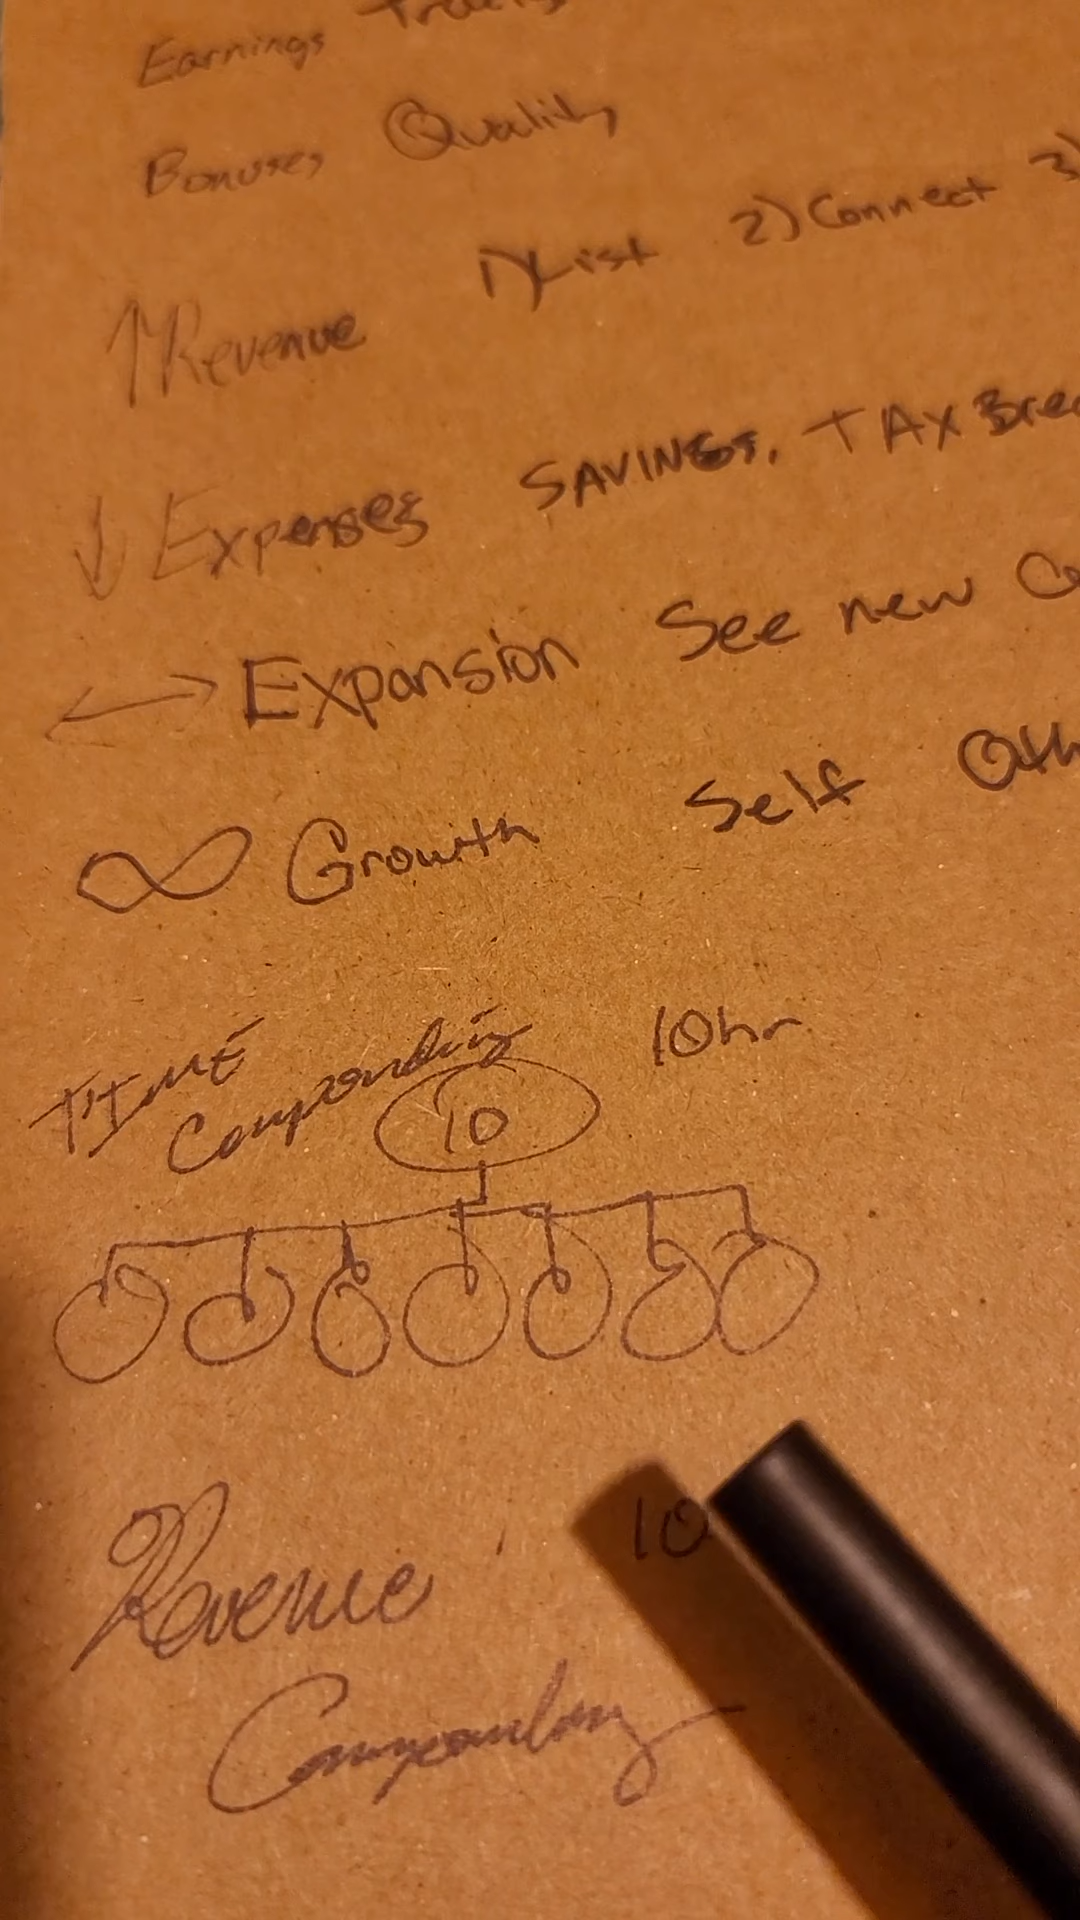 Earnings
Bonuses Quality
↑Revenue 1)List 2)Connect 3)
↓ Expenses SAVINGS, TAX
↔ Expansion See new
∞ Growth Self
TIME
Compounding 10hr
10
Revenue 10
Compounding